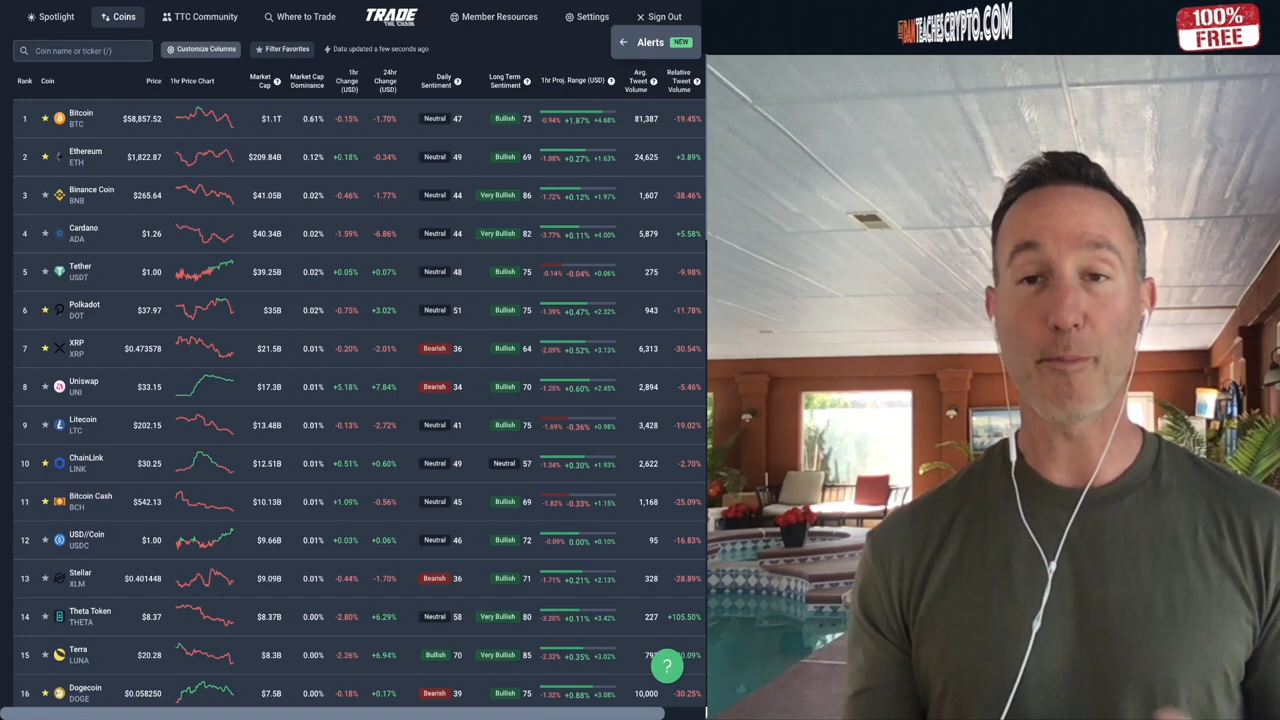 Spotlight
Coins
TTC Community
Where to Trade
TRADE
THE CHAIN
Member Resources
Settings
Sign Out
DANTEACHESCRYPTO.COM
100%
FREE
Coin name or ticker (/)
Customize Columns
Filter Favorites
Data updated a few seconds ago
Alerts NEW
Rank Coin Price 1hr Price Chart Market Cap ? Market Cap Dominance 1hr Change (USD) 24hr Change (USD) Daily Sentiment ? Long Term Sentiment ? 1hr Proj. Range (USD) ? Avg. Tweet Volume ? Relative Tweet Volume ?
1 Bitcoin BTC $58,857.52 $1.1T 0.61% -0.15% -1.70% Neutral 47 Bullish 73 -0.94% +1.87% +4.68% 81,387 -19.45%
2 Ethereum ETH $1,822.87 $209.84B 0.12% +0.18% -0.34% Neutral 49 Bullish 69 -1.08% +0.27% +1.63% 24,625 +3.89%
3 Binance Coin BNB $265.64 $41.05B 0.02% -0.46% -1.77% Neutral 44 Very Bullish 86 -1.72% +0.12% +1.97% 1,607 -38.46%
4 Cardano ADA $1.26 $40.34B 0.02% -1.59% -6.86% Neutral 44 Very Bullish 82 -3.77% +0.11% +4.00% 5,879 +5.58%
5 Tether USDT $1.00 $39.25B 0.02% +0.05% +0.07% Neutral 48 Bullish 75 -0.14% -0.04% +0.06% 275 -9.98%
6 Polkadot DOT $37.97 $35B 0.02% -0.75% +3.02% Neutral 51 Bullish 75 -1.39% +0.47% +2.32% 943 -11.78%
7 XRP XRP $0.473578 $21.5B 0.01% -0.20% -2.01% Bearish 36 Bullish 64 -2.09% +0.52% +3.13% 6,313 -30.54%
8 Uniswap UNI $33.15 $17.3B 0.01% +5.18% +7.84% Bearish 34 Bullish 70 -1.25% +0.60% +2.45% 2,894 -5.46%
9 Litecoin LTC $202.15 $13.48B 0.01% -0.13% -2.72% Neutral 41 Bullish 75 -1.69% -0.36% +0.98% 3,428 -19.02%
10 ChainLink LINK $30.25 $12.51B 0.01% +0.51% +0.60% Neutral 49 Neutral 57 -1.34% +0.30% +1.93% 2,622 -2.70%
11 Bitcoin Cash BCH $542.13 $10.13B 0.01% +1.09% -0.56% Neutral 45 Bullish 69 -1.82% -0.33% +1.15% 1,168 -25.09%
12 USD//Coin USDC $1.00 $9.66B 0.01% +0.03% +0.06% Neutral 46 Bullish 72 -0.09% 0.00% +0.10% 95 -16.83%
13 Stellar XLM $0.401448 $9.09B 0.01% -0.44% -1.70% Bearish 36 Bullish 71 -1.71% +0.21% +2.13% 328 -28.89%
14 Theta Token THETA $8.37 $8.37B 0.00% -2.80% +6.29% Neutral 58 Very Bullish 80 -3.20% +0.11% +3.42% 227 +105.50%
15 Terra LUNA $20.28 $8.3B 0.00% -2.26% +6.94% Bullish 70 Very Bullish 85 -2.32% +0.35% +3.02%
?
16 Dogecoin DOGE $0.058250 $7.5B 0.00% -0.18% +0.17% Bearish 39 Bullish 75 -1.32% +0.88% +3.08% 10,000 -30.25%